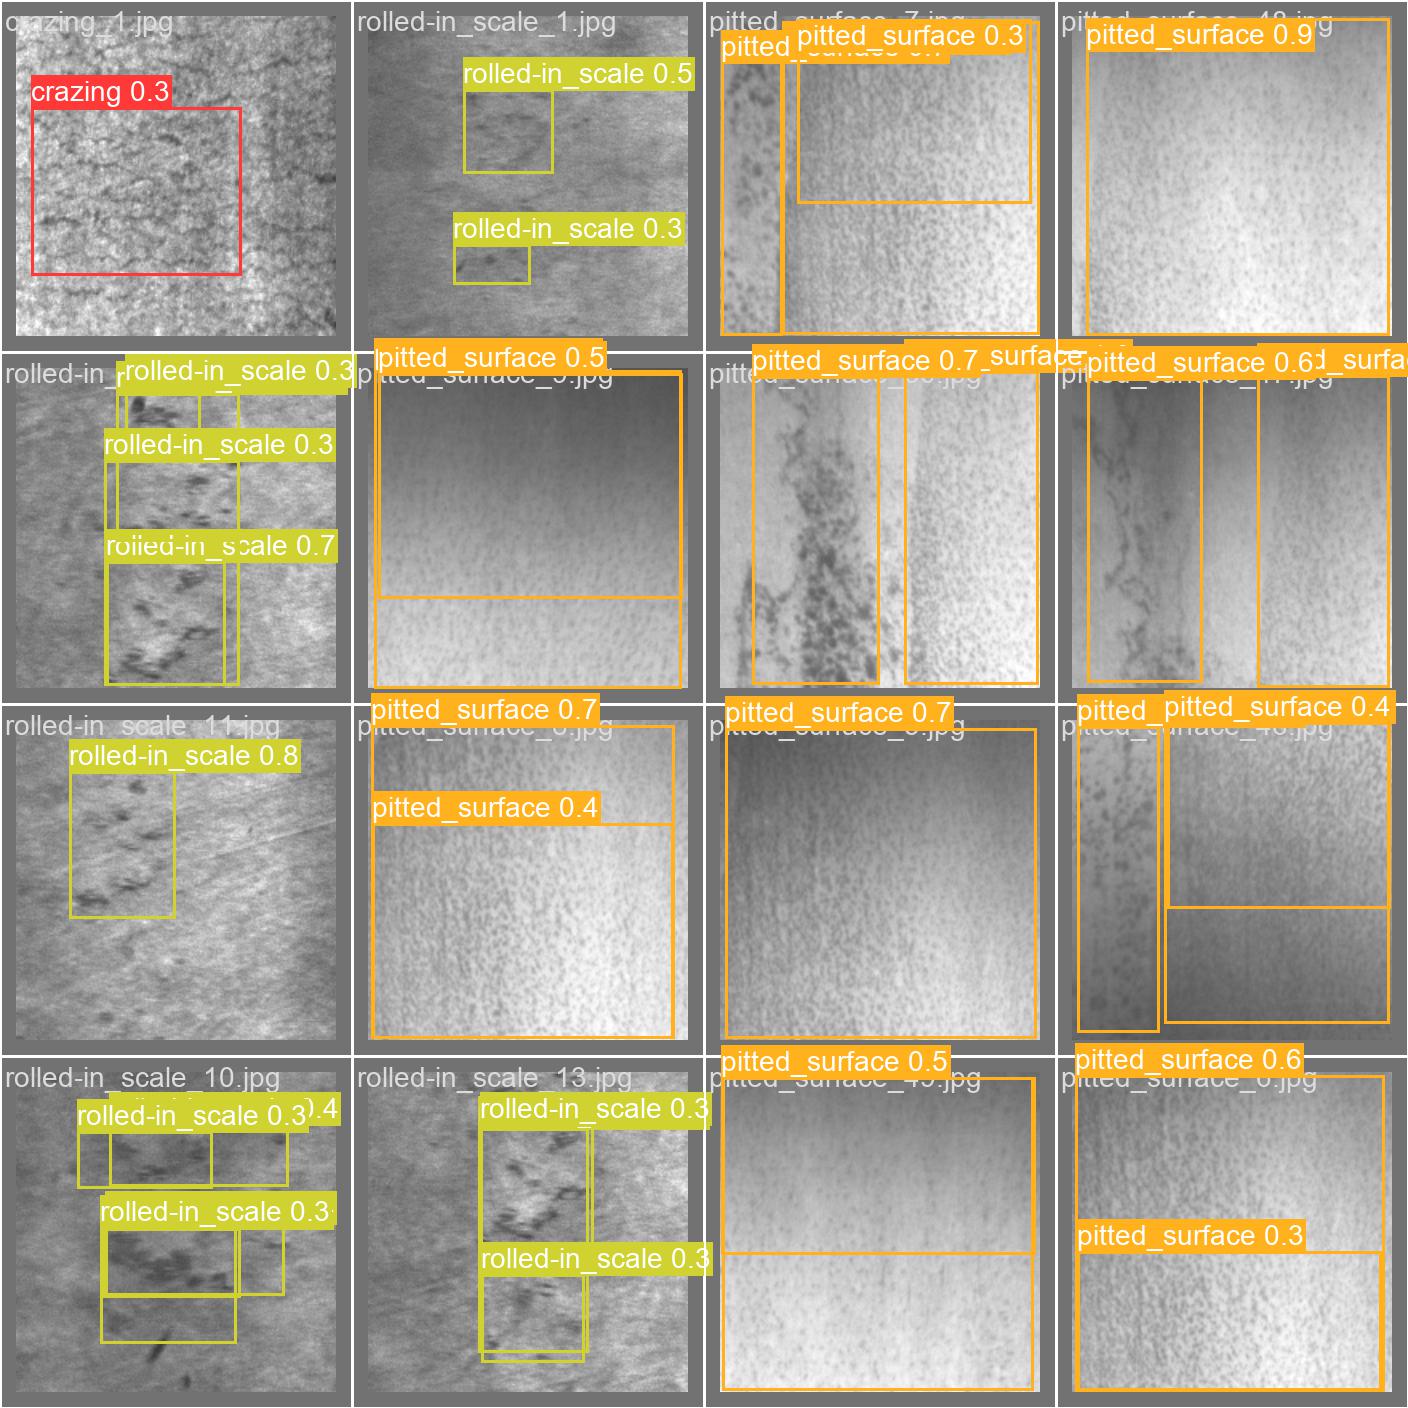 crazing_1.jpg
crazing 0.3
rolled-in_scale_1.jpg
rolled-in_scale 0.5
rolled-in_scale 0.3
pitted_surface_7.jpg
pitted_surface 0.3
pitted_surface_48.jpg
pitted_surface 0.9
rolled-in_scale 0.3
rolled-in_scale 0.3
rolled-in_scale 0.7
pitted_surface 0.5
pitted_surface 0.7
pitted_surface 0.6
rolled-in_scale_11.jpg
rolled-in_scale 0.8
pitted_surface 0.7
pitted_surface 0.4
pitted_surface 0.7
pitted_surface 0.4
rolled-in_scale_10.jpg
rolled-in_scale 0.3
rolled-in_scale 0.3
rolled-in_scale_13.jpg
rolled-in_scale 0.3
rolled-in_scale 0.3
pitted_surface 0.5
pitted_surface 0.6
pitted_surface 0.3